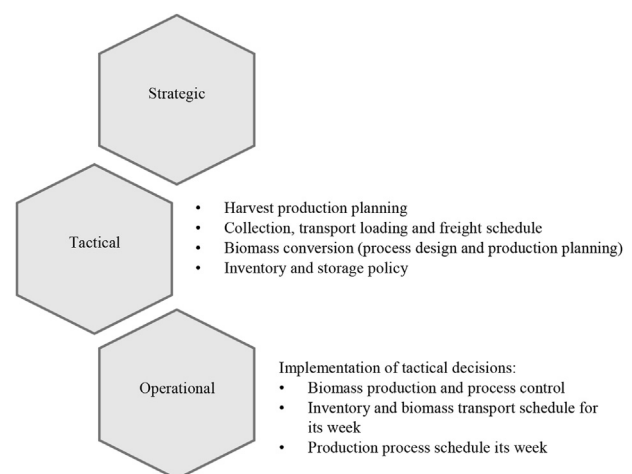 Strategic
Tactical
• Harvest production planning
• Collection, transport loading and freight schedule
• Biomass conversion (process design and production planning)
• Inventory and storage policy
Operational
Implementation of tactical decisions:
• Biomass production and process control
• Inventory and biomass transport schedule for
its week
• Production process schedule its week